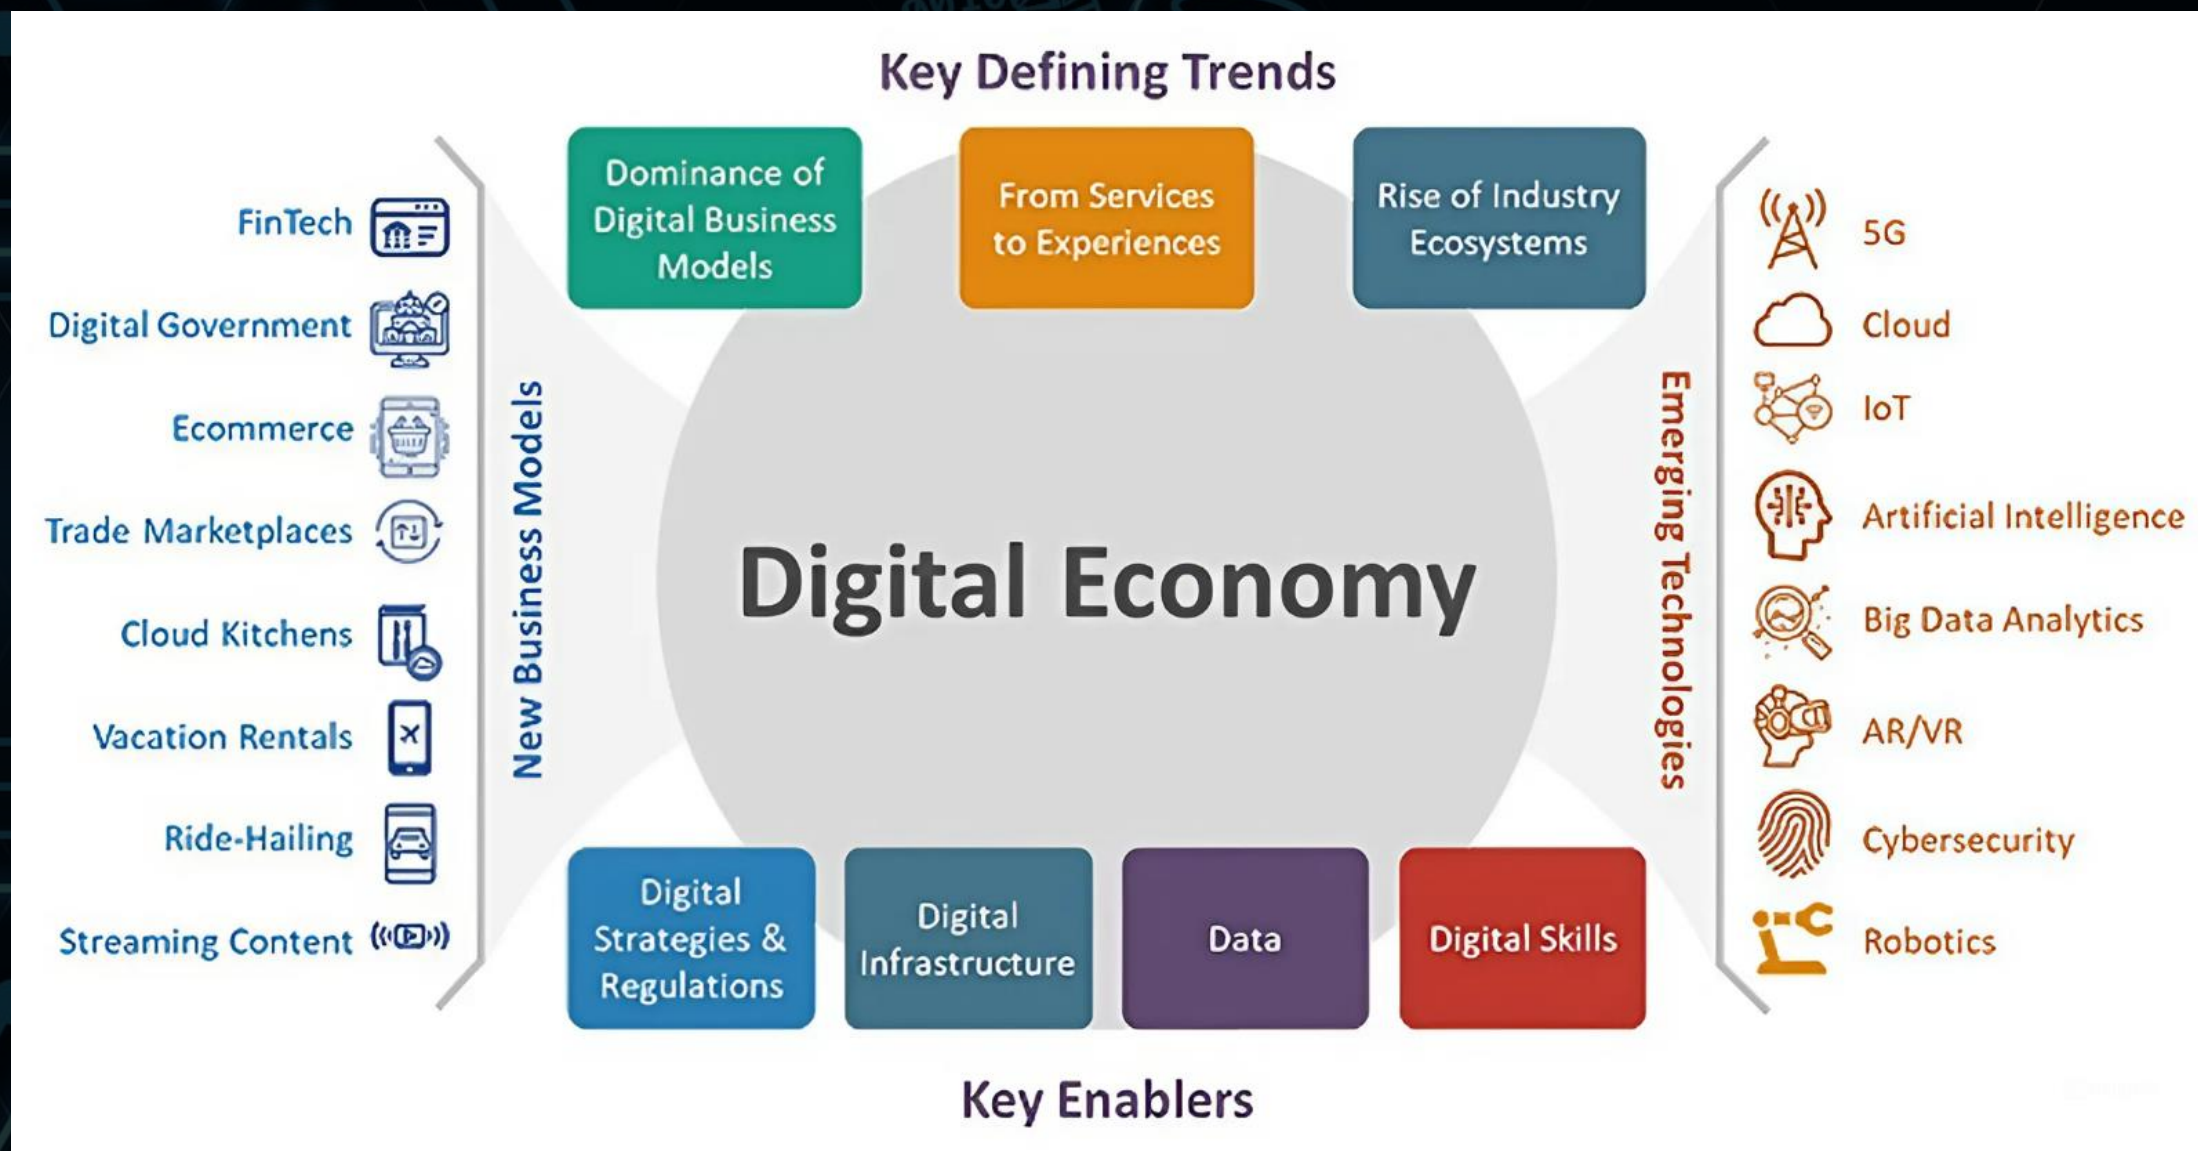 Key Defining Trends
Dominance of
Digital Business
Models
From Services
to Experiences
Rise of Industry
Ecosystems
FinTech
Digital Government
Ecommerce
Trade Marketplaces
Cloud Kitchens
Vacation Rentals
Ride-Hailing
Streaming Content
New Business Models
Digital Economy
Emerging Technologies
5G
Cloud
IoT
Artificial Intelligence
Big Data Analytics
AR/VR
Cybersecurity
Robotics
Digital
Strategies &
Regulations
Digital
Infrastructure
Data
Digital Skills
Key Enablers